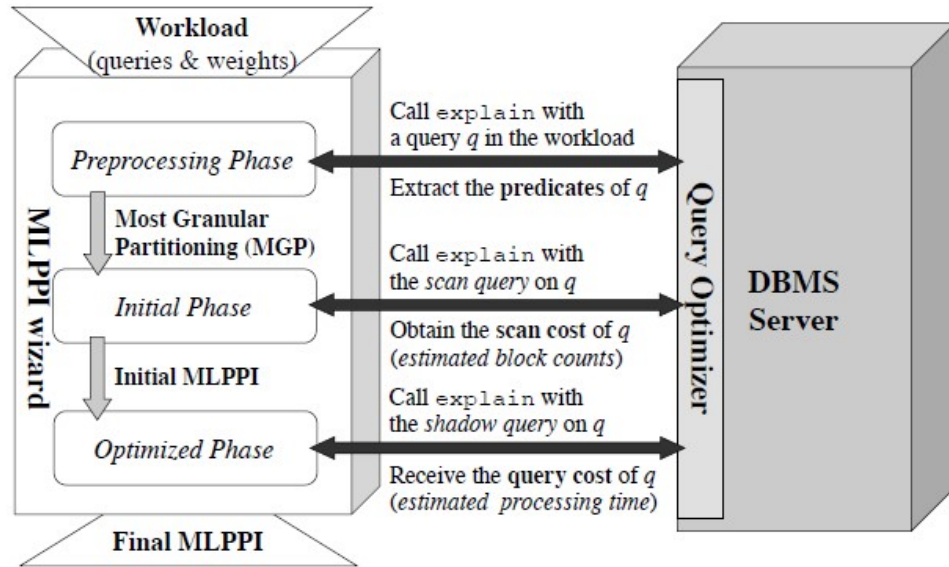 Workload
(queries & weights)
MLPPI wizard
Preprocessing Phase
Call explain with
a query q in the workload
Extract the predicates of q
Most Granular
Partitioning (MGP)
Initial Phase
Call explain with
the scan query on q
Obtain the scan cost of q
(estimated block counts)
Initial MLPPI
Optimized Phase
Call explain with
the shadow query on q
Receive the query cost of q
(estimated processing time)
Final MLPPI
Query Optimizer
DBMS
Server